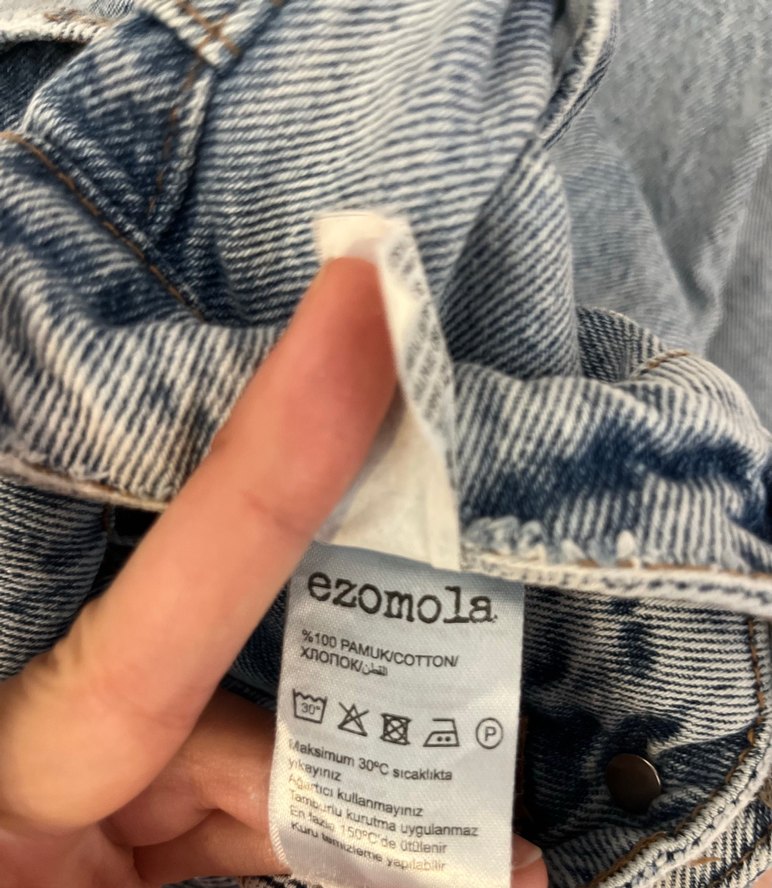 ezomola
%100 PAMUK/COTTON/
ХЛОПОК/القطن
30°
P
Maksimum 30°C sıcaklıkta
yıkayınız
Ağartıcı kullanmayınız
Tamburlu kurutma uygulanmaz
En fazla 150°C'de ütülenir
Kuru temizleme yapılabilir